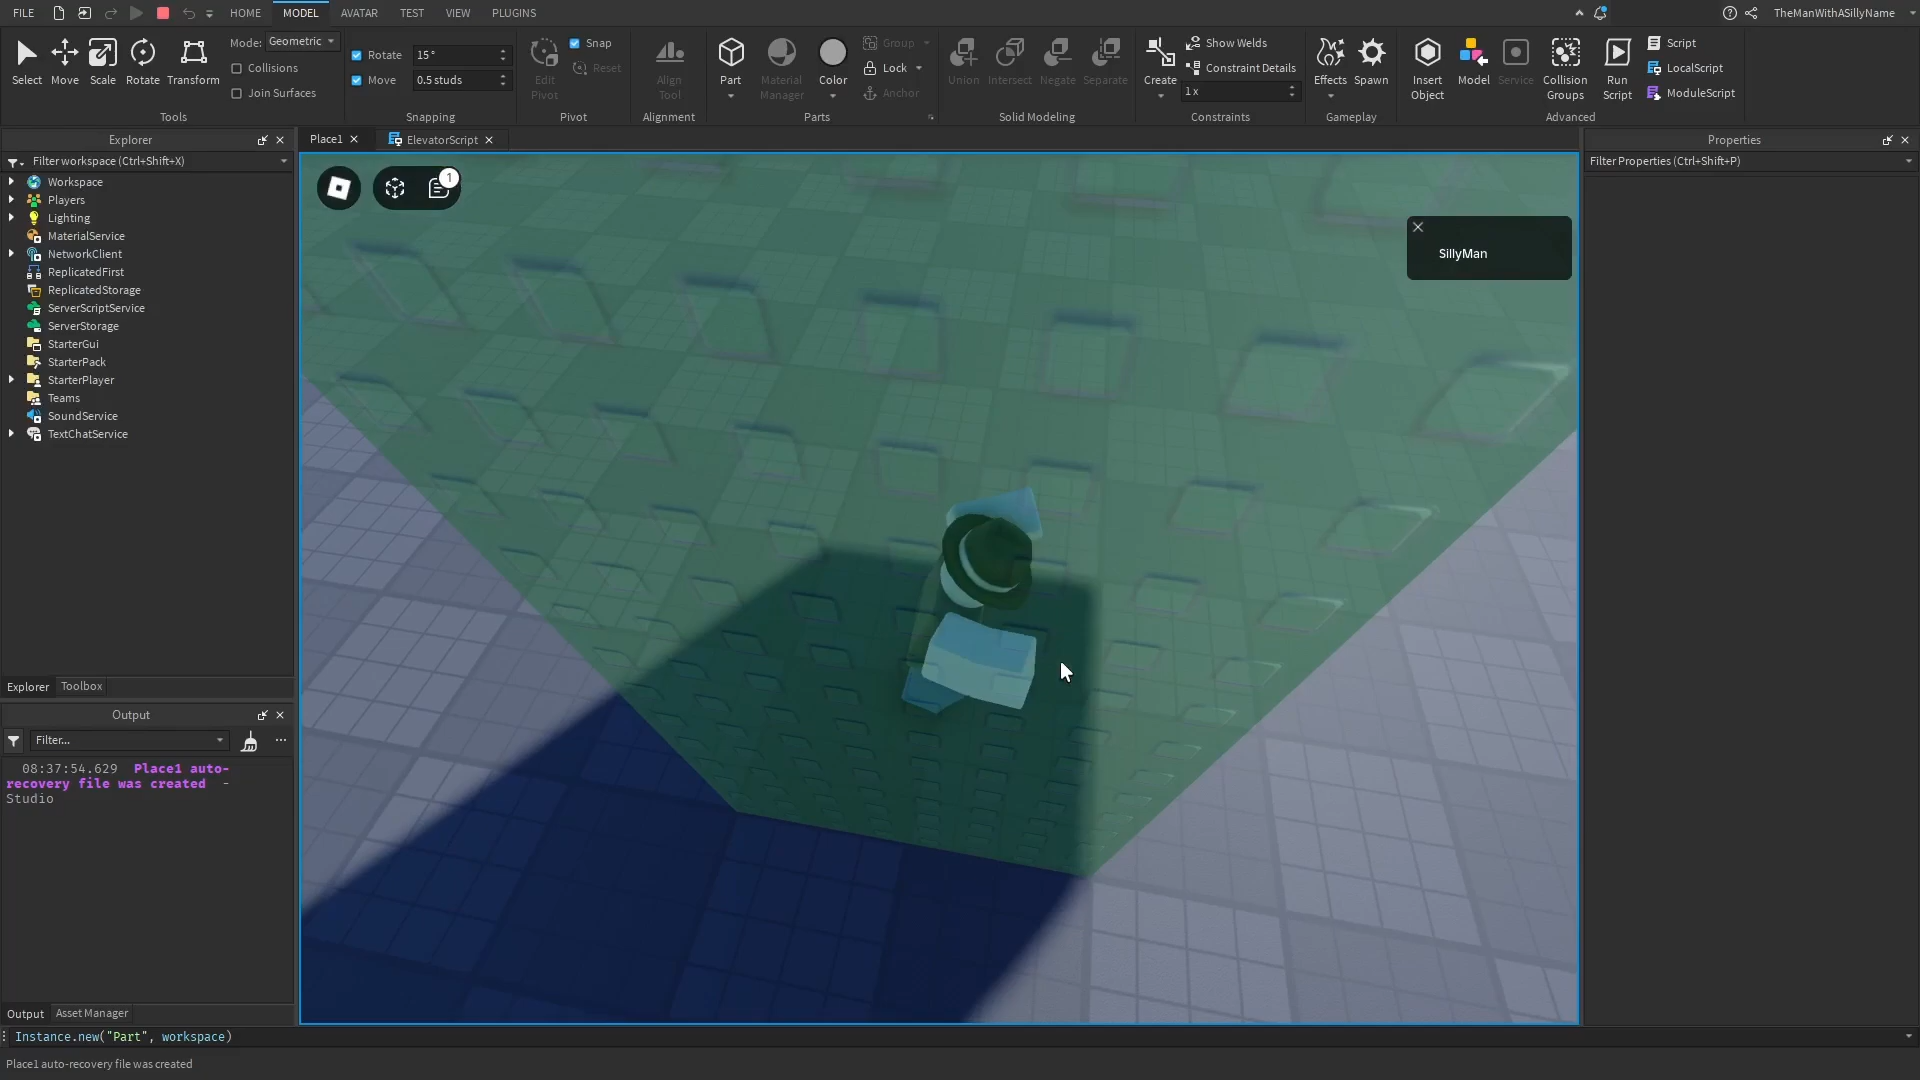 FILE
HOME
MODEL
AVATAR
TEST
VIEW
PLUGINS
TheManWithASillyName
Select
Move
Scale
Rotate
Transform
Mode: Geometric
Collisions
Join Surfaces
Tools
Rotate 15°
Move 0.5 studs
Snapping
Edit
Pivot
Snap
Reset
Pivot
Align
Tool
Alignment
Part
Material
Manager
Color
Group
Lock
Anchor
Parts
Union
Intersect
Negate
Separate
Solid Modeling
Create
Show Welds
Constraint Details
1x
Constraints
Effects
Spawn
Gameplay
Insert
Object
Model
Service
Collision
Groups
Run
Script
Script
LocalScript
ModuleScript
Advanced
Explorer
Filter workspace (Ctrl+Shift+X)
Workspace
Players
Lighting
MaterialService
NetworkClient
ReplicatedFirst
ReplicatedStorage
ServerScriptService
ServerStorage
StarterGui
StarterPack
StarterPlayer
Teams
SoundService
TextChatService
Explorer
Toolbox
Output
Filter...
08:37:54.629 Place1 auto-
recovery file was created -
Studio
Output
Asset Manager
Place1
ElevatorScript
1
SillyMan
Properties
Filter Properties (Ctrl+Shift+P)
Instance.new("Part", workspace)
Place1 auto-recovery file was created